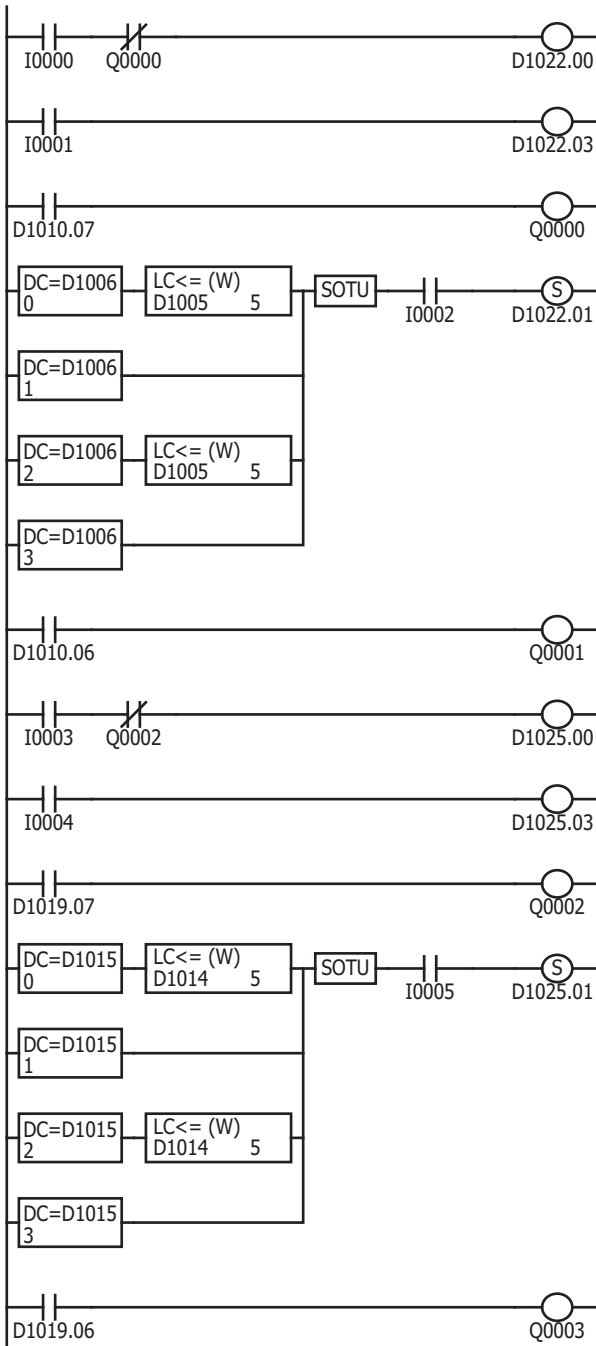 I0000 Q0000 D1022.00
I0001 D1022.03
D1010.07 Q0000
DC=D1006 LC<= (W) SOTU S
0 D1005 5 I0002 D1022.01
DC=D1006
1
DC=D1006 LC<= (W)
2 D1005 5
DC=D1006
3
D1010.06 Q0001
I0003 Q0002 D1025.00
I0004 D1025.03
D1019.07 Q0002
DC=D1015 LC<= (W) SOTU S
0 D1014 5 I0005 D1025.01
DC=D1015
1
DC=D1015 LC<= (W)
2 D1014 5
DC=D1015
3
D1019.06 Q0003